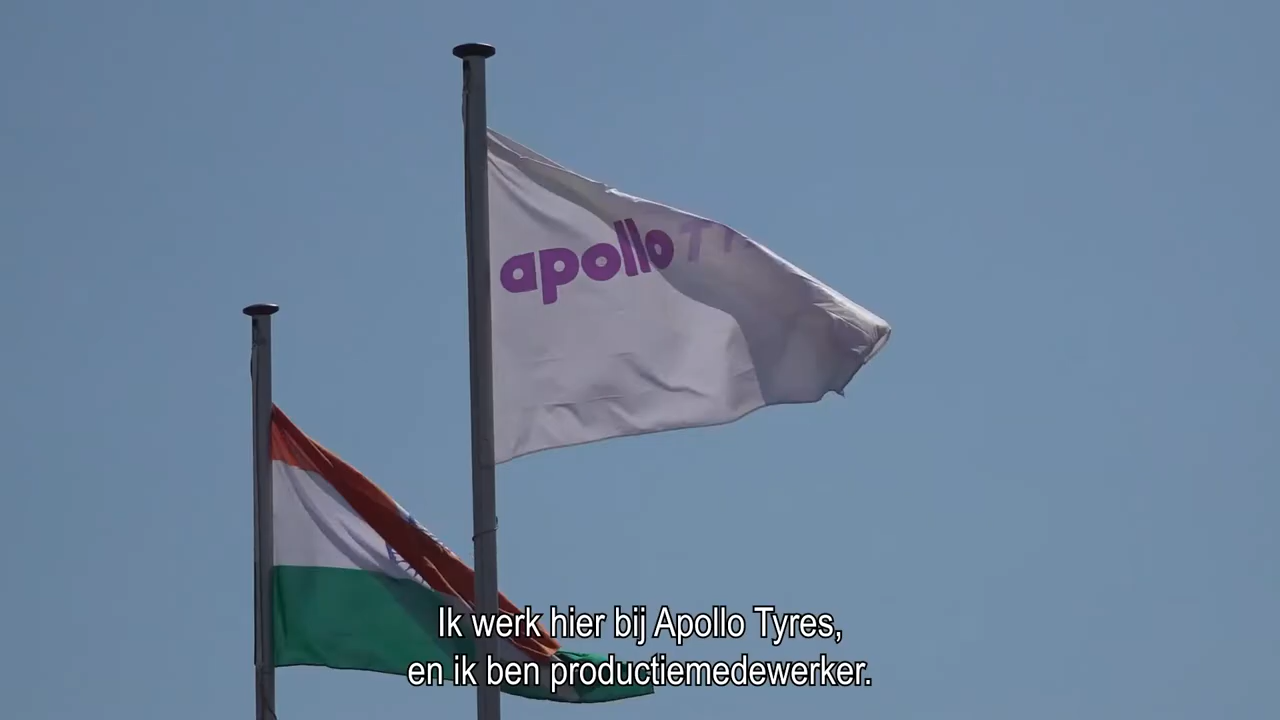 apollo
Ik werk hier bij Apollo Tyres,
en ik ben productiemedewerker.